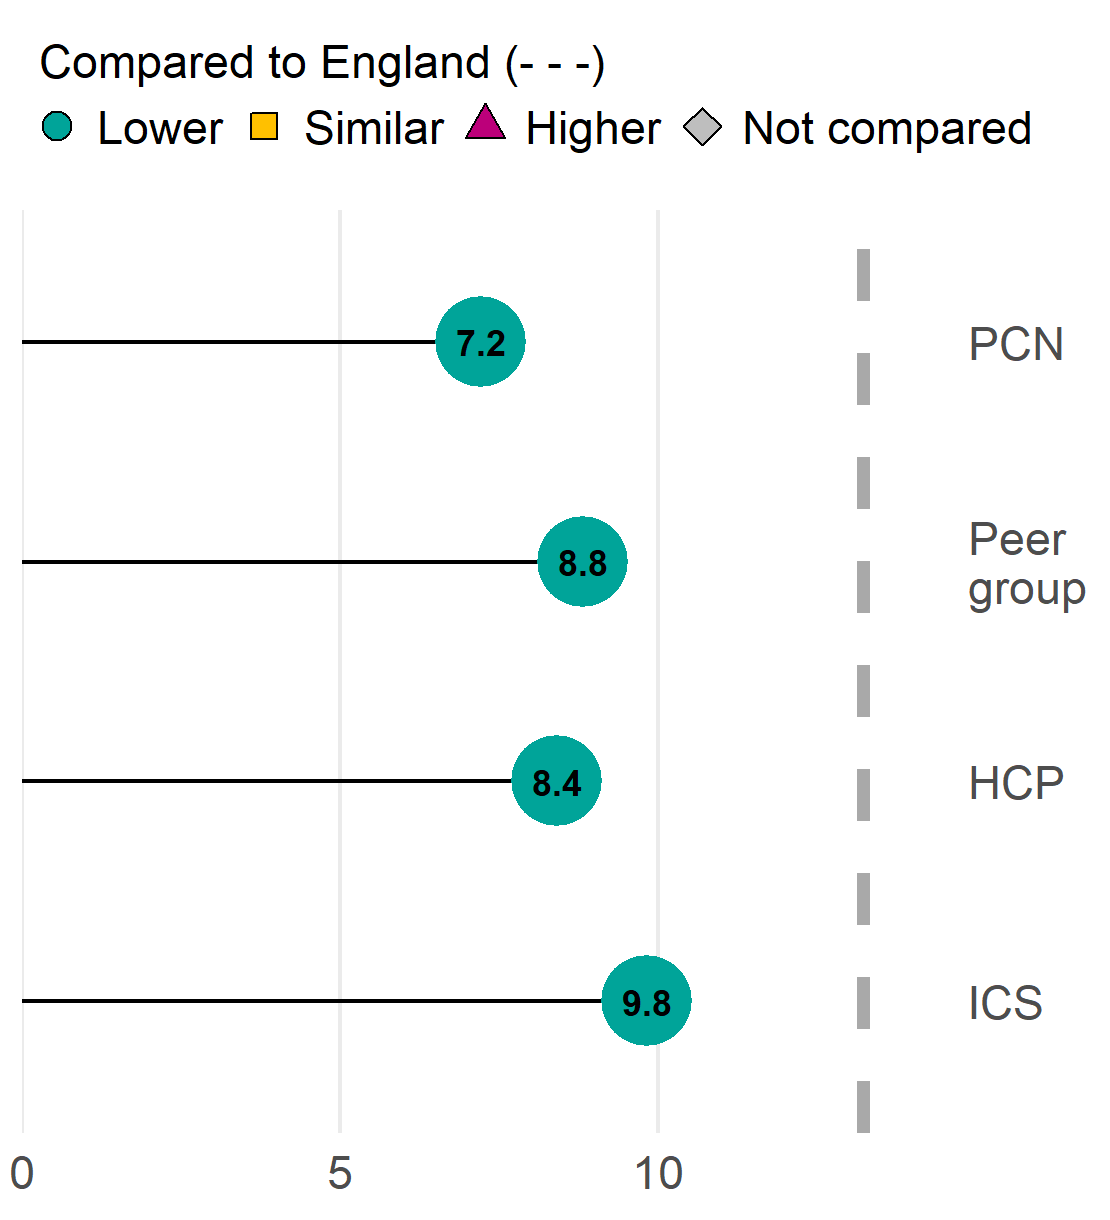 Compared to England (- - -)
Lower Similar Higher Not compared
7.2 PCN
8.8 Peer group
8.4 HCP
9.8 ICS
0 5 10